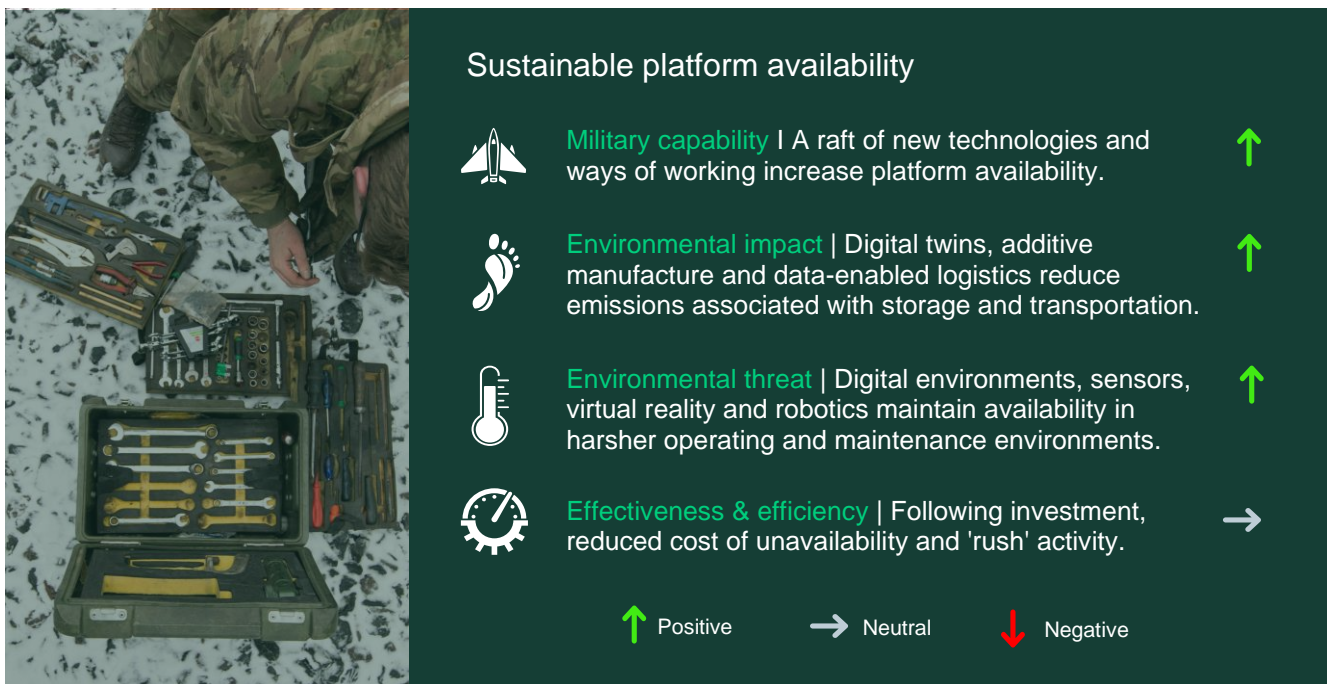 Sustainable platform availability
Military capability I A raft of new technologies and
ways of working increase platform availability.
Environmental impact | Digital twins, additive
manufacture and data-enabled logistics reduce
emissions associated with storage and transportation.
Environmental threat | Digital environments, sensors,
virtual reality and robotics maintain availability in
harsher operating and maintenance environments.
Effectiveness & efficiency | Following investment,
reduced cost of unavailability and 'rush' activity.
Positive
Neutral
Negative